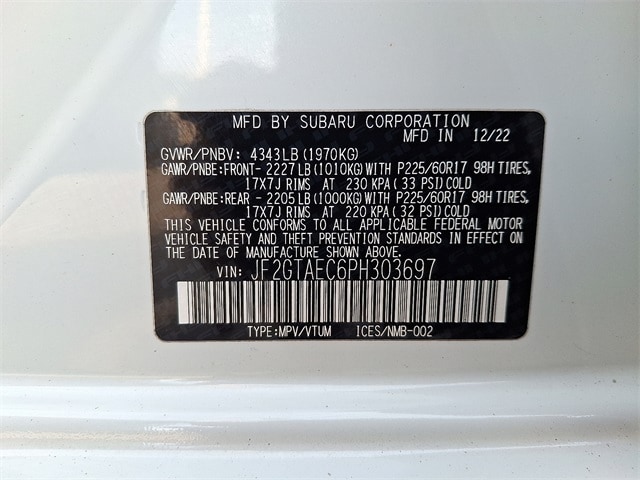 MFD BY SUBARU CORPORATION
MFD IN 12/22
GVWR/PNBV: 4343LB(1970KG)
GAWR/PNBE:FRONT- 2227LB(1010KG)WITH P225/60R17 98H TIRES,
17X7J RIMS AT 230 KPA (33 PSI)COLD
GAWR/PNBE:REAR - 2205LB(1000KG)WITH P225/60R17 98H TIRES,
17X7J RIMS AT 220 KPA (32 PSI)COLD
THIS VEHICLE CONFORMS TO ALL APPLICABLE FEDERAL MOTOR
VEHICLE SAFETY AND THEFT PREVENTION STANDARDS IN EFFECT ON
THE DATE OF MANUFACTURE SHOWN ABOVE.
VIN: JF2GTAEC6PH303697
TYPE:MPV/VTUM ICES/NMB-002